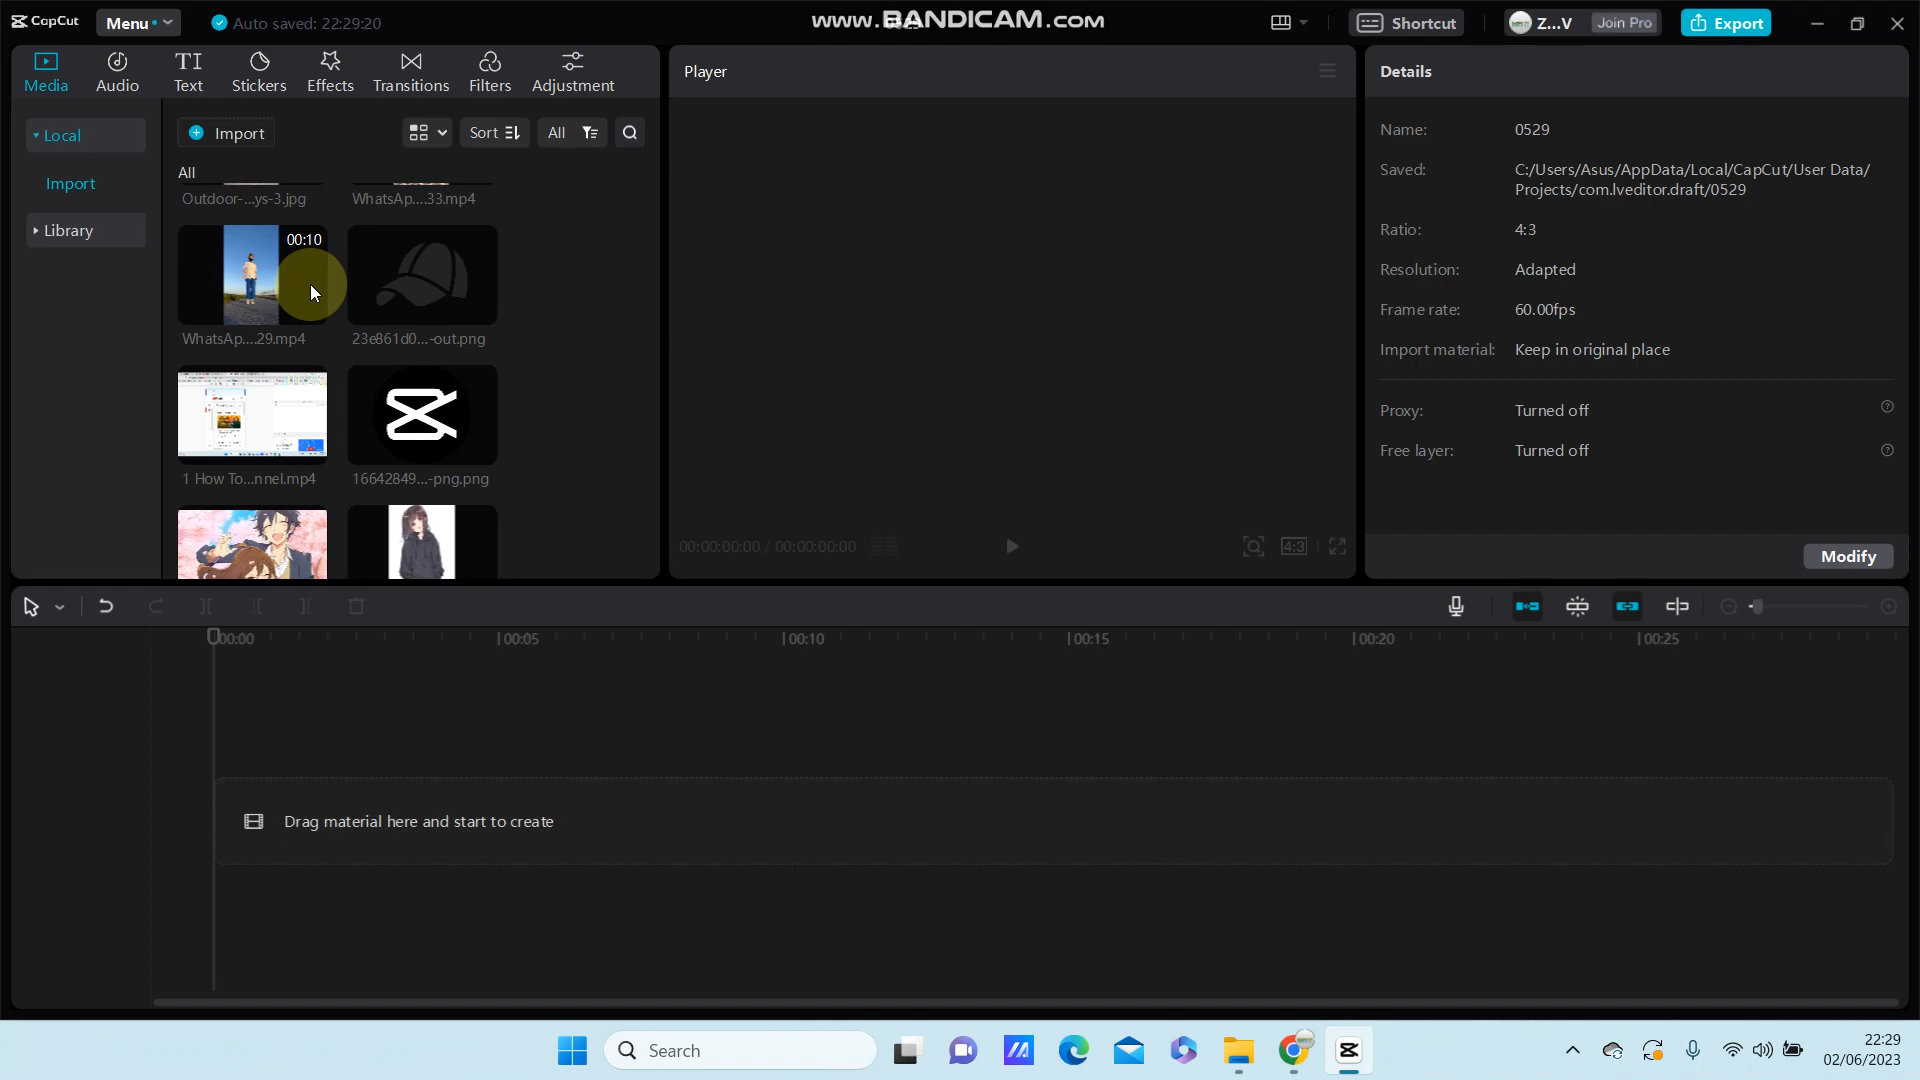 CapCut
Menu
Auto saved: 22:29:20
www.BANDICAM.com
Shortcut
Z...V
Join Pro
Export
Media
Audio
Text
Stickers
Effects
Transitions
Filters
Adjustment
Local
Import
Library
Import
Sort
All
All
Outdoor-...ys-3.jpg
WhatsAp....33.mp4
00:10
WhatsAp....29.mp4
23e861d0...-out.png
1 How To...nnel.mp4
16642849...-png.png
Player
00:00:00:00 / 00:00:00:00
4:3
Details
Name: 0529
Saved: C:/Users/Asus/AppData/Local/CapCut/User Data/
Projects/com.lveditor.draft/0529
Ratio: 4:3
Resolution: Adapted
Frame rate: 60.00fps
Import material: Keep in original place
Proxy: Turned off
Free layer: Turned off
Modify
00:00
00:05
00:10
00:15
00:20
00:25
Drag material here and start to create
Search
22:29
02/06/2023